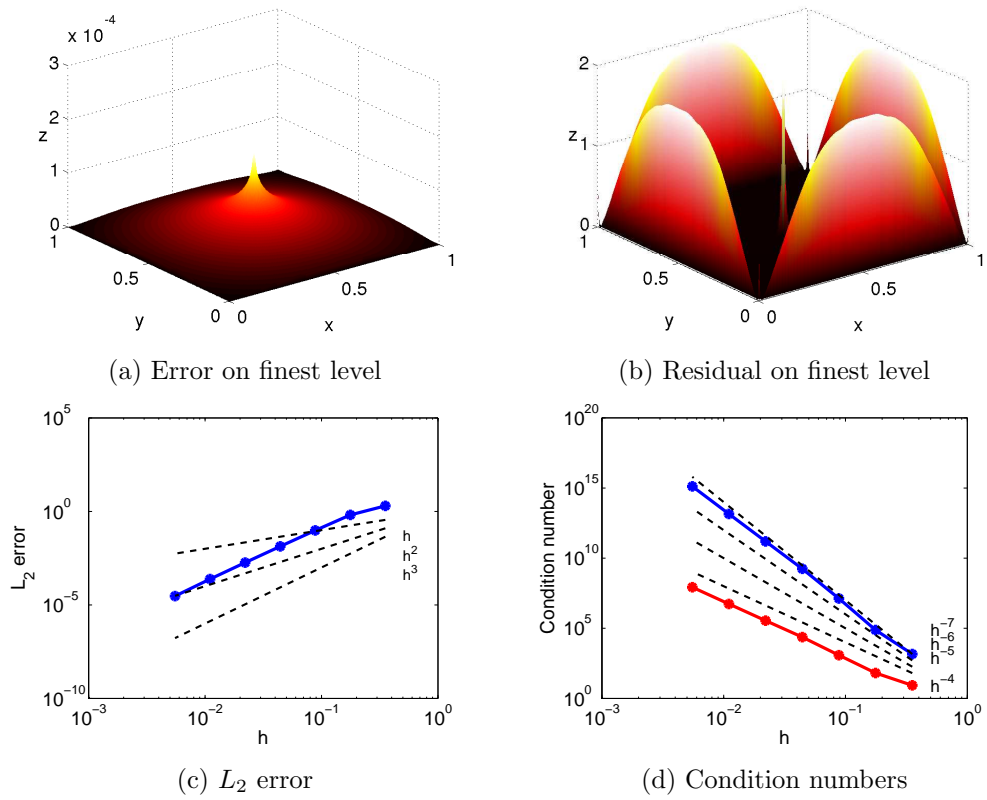 x 10^-4
3
2
1
0
z
1
0.5
0
y
0
0.5
1
x
(a) Error on finest level
2
1
0
z
1
0.5
0
y
0
0.5
1
x
(b) Residual on finest level
10^5
10^0
10^-5
10^-10
L_2 error
10^-3
10^-2
10^-1
10^0
h
h
h^2
h^3
(c) L_2 error
10^20
10^15
10^10
10^5
10^0
Condition number
10^-3
10^-2
10^-1
10^0
h
h^-7
h^-6
h^-5
h^-4
(d) Condition numbers